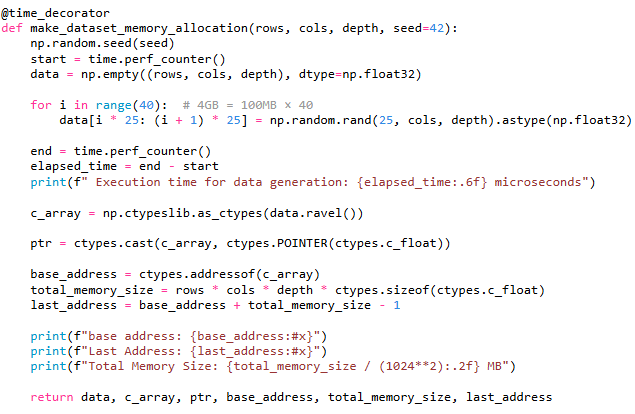 @time_decorator
def make_dataset_memory_allocation(rows, cols, depth, seed=42):
    np.random.seed(seed)
    start = time.perf_counter()
    data = np.empty((rows, cols, depth), dtype=np.float32)

    for i in range(40):  # 4GB = 100MB × 40
        data[i * 25: (i + 1) * 25] = np.random.rand(25, cols, depth).astype(np.float32)

    end = time.perf_counter()
    elapsed_time = end - start
    print(f" Execution time for data generation: {elapsed_time:.6f} microseconds")

    c_array = np.ctypeslib.as_ctypes(data.ravel())

    ptr = ctypes.cast(c_array, ctypes.POINTER(ctypes.c_float))

    base_address = ctypes.addressof(c_array)
    total_memory_size = rows * cols * depth * ctypes.sizeof(ctypes.c_float)
    last_address = base_address + total_memory_size - 1

    print(f"base address: {base_address:#x}")
    print(f"Last Address: {last_address:#x}")
    print(f"Total Memory Size: {total_memory_size / (1024**2):.2f} MB")

    return data, c_array, ptr, base_address, total_memory_size, last_address